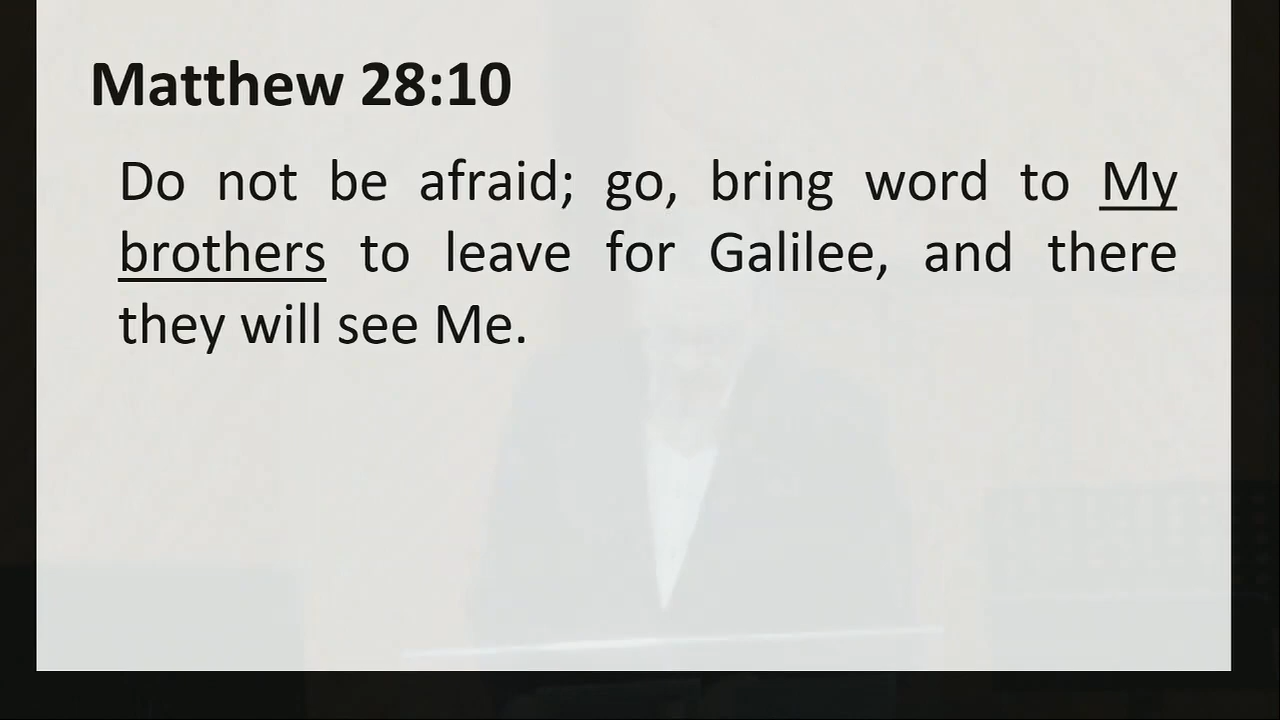 Matthew 28:10
Do not be afraid; go, bring word to My
brothers to leave for Galilee, and there
they will see Me.